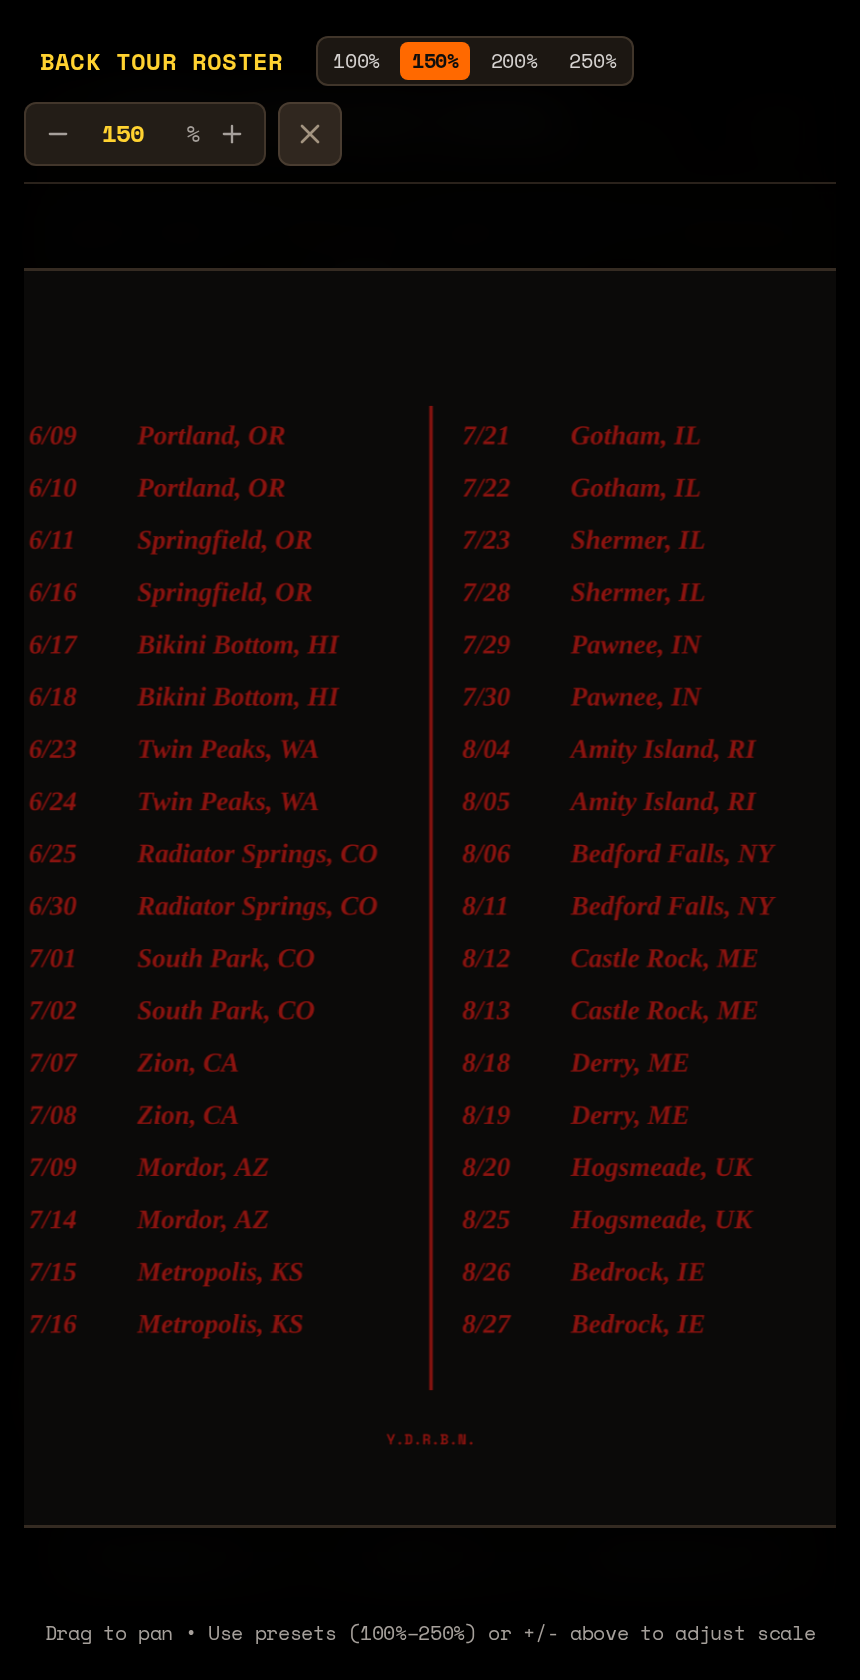 BACK TOUR ROSTER 100% 150% 200% 250%
− 150 % + ×
6/09 Portland, OR
6/10 Portland, OR
6/11 Springfield, OR
6/16 Springfield, OR
6/17 Bikini Bottom, HI
6/18 Bikini Bottom, HI
6/23 Twin Peaks, WA
6/24 Twin Peaks, WA
6/25 Radiator Springs, CO
6/30 Radiator Springs, CO
7/01 South Park, CO
7/02 South Park, CO
7/07 Zion, CA
7/08 Zion, CA
7/09 Mordor, AZ
7/14 Mordor, AZ
7/15 Metropolis, KS
7/16 Metropolis, KS
7/21 Gotham, IL
7/22 Gotham, IL
7/23 Shermer, IL
7/28 Shermer, IL
7/29 Pawnee, IN
7/30 Pawnee, IN
8/04 Amity Island, RI
8/05 Amity Island, RI
8/06 Bedford Falls, NY
8/11 Bedford Falls, NY
8/12 Castle Rock, ME
8/13 Castle Rock, ME
8/18 Derry, ME
8/19 Derry, ME
8/20 Hogsmeade, UK
8/25 Hogsmeade, UK
8/26 Bedrock, IE
8/27 Bedrock, IE
Y.D.R.B.N.
Drag to pan • Use presets (100%–250%) or +/- above to adjust scale